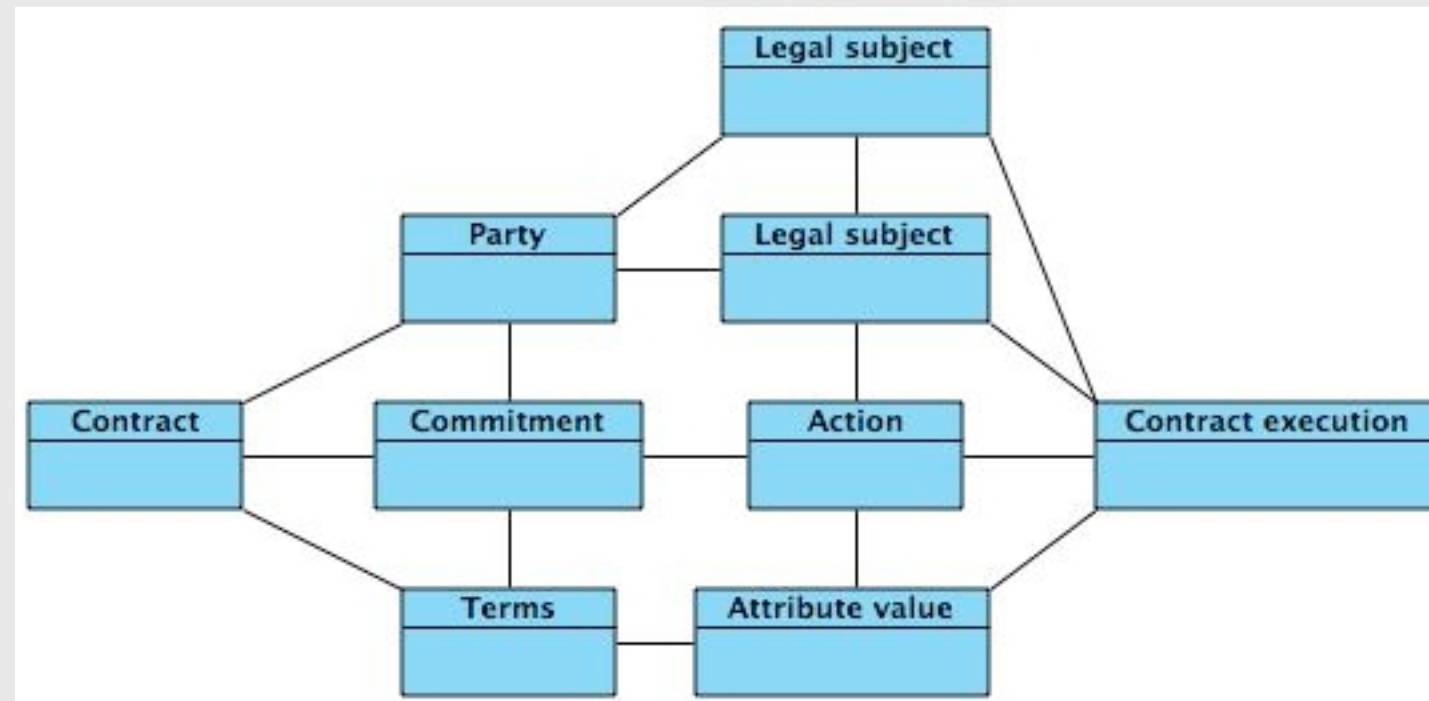 Legal subject
Party
Legal subject
Contract
Commitment
Action
Contract execution
Terms
Attribute value